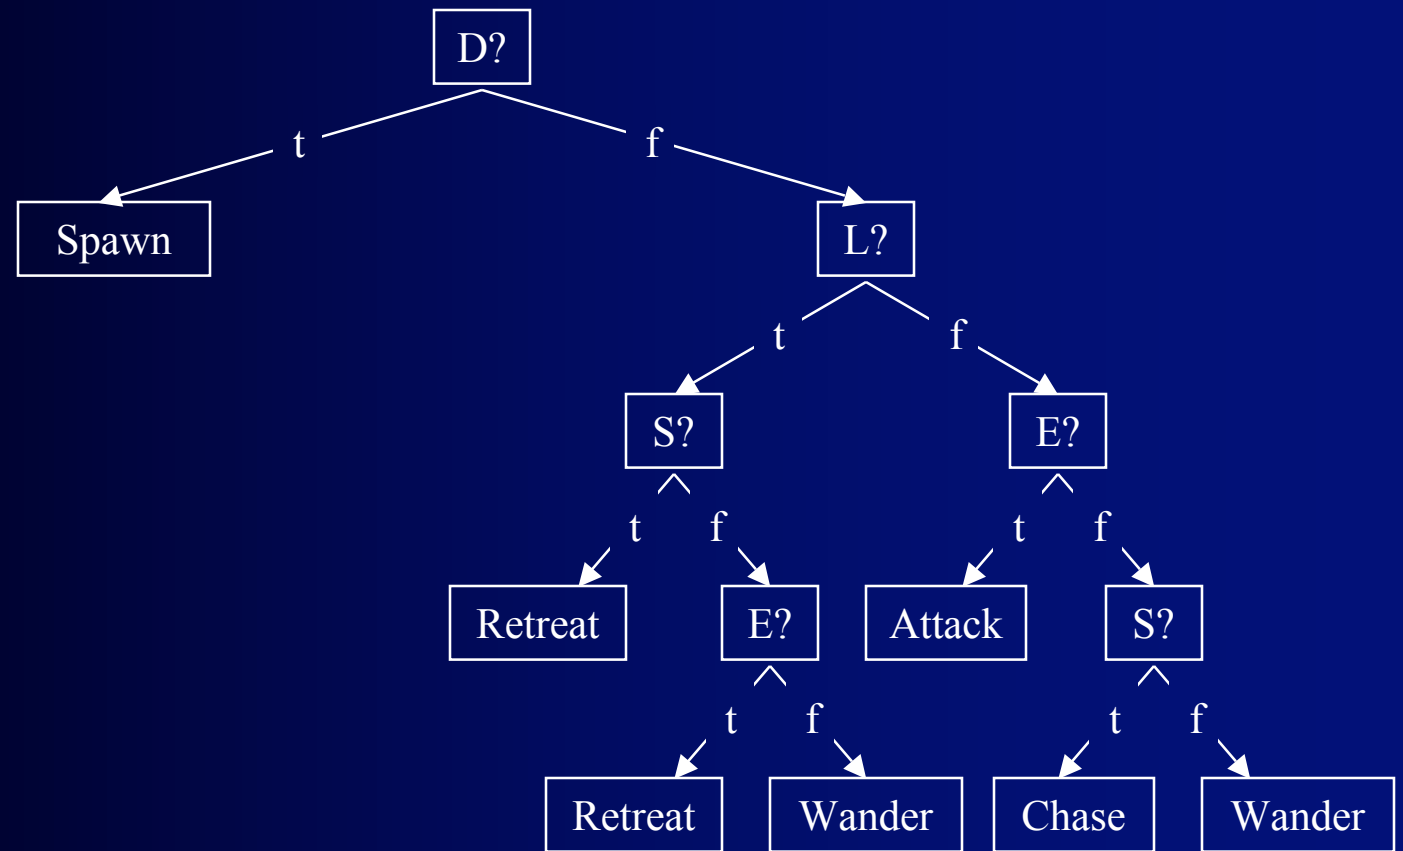 D?
t f
Spawn L?
t f
S? E?
t f t f
Retreat E? Attack S?
t f t f
Retreat Wander Chase Wander